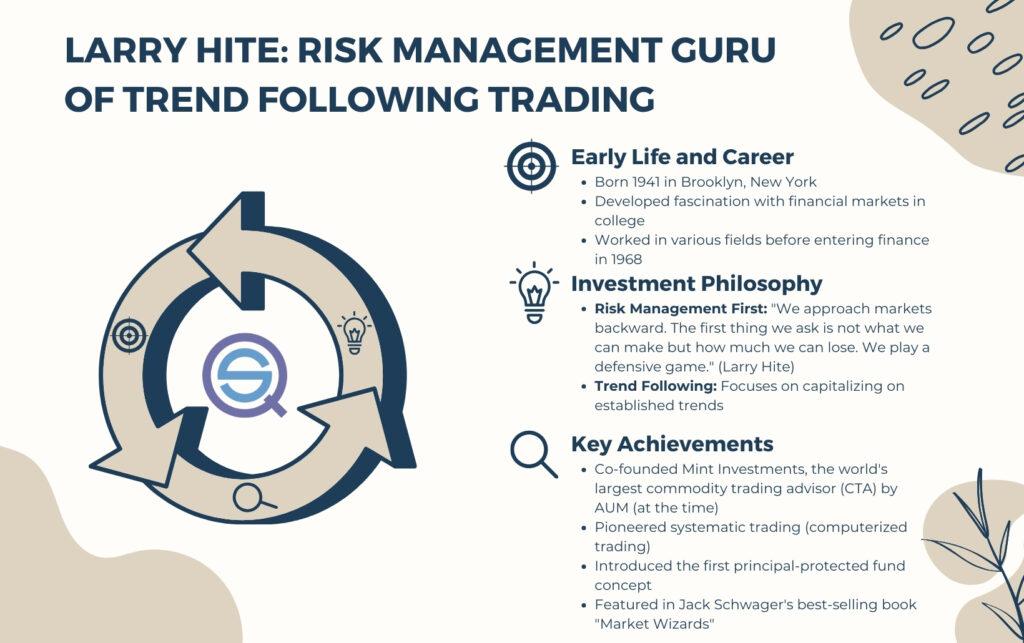 LARRY HITE: RISK MANAGEMENT GURU
OF TREND FOLLOWING TRADING
Early Life and Career
• Born 1941 in Brooklyn, New York
• Developed fascination with financial markets in
college
• Worked in various fields before entering finance
in 1968
Investment Philosophy
• Risk Management First: "We approach markets
backward. The first thing we ask is not what we
can make but how much we can lose. We play a
defensive game." (Larry Hite)
• Trend Following: Focuses on capitalizing on
established trends
Key Achievements
• Co-founded Mint Investments, the world's
largest commodity trading advisor (CTA) by
AUM (at the time)
• Pioneered systematic trading (computerized
trading)
• Introduced the first principal-protected fund
concept
• Featured in Jack Schwager's best-selling book
"Market Wizards"